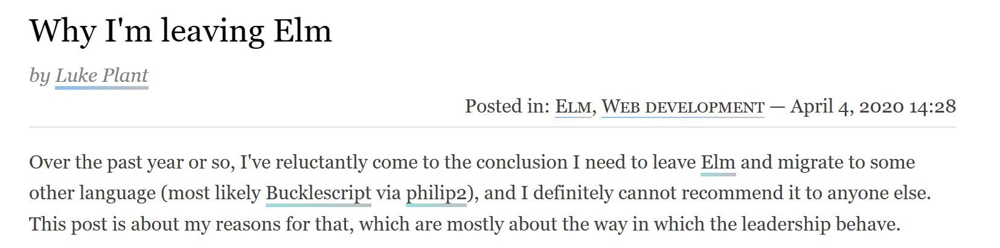 Why I'm leaving Elm
by Luke Plant
Posted in: Elm, Web development — April 4, 2020 14:28
Over the past year or so, I've reluctantly come to the conclusion I need to leave Elm and migrate to some
other language (most likely Bucklescript via philip2), and I definitely cannot recommend it to anyone else.
This post is about my reasons for that, which are mostly about the way in which the leadership behave.